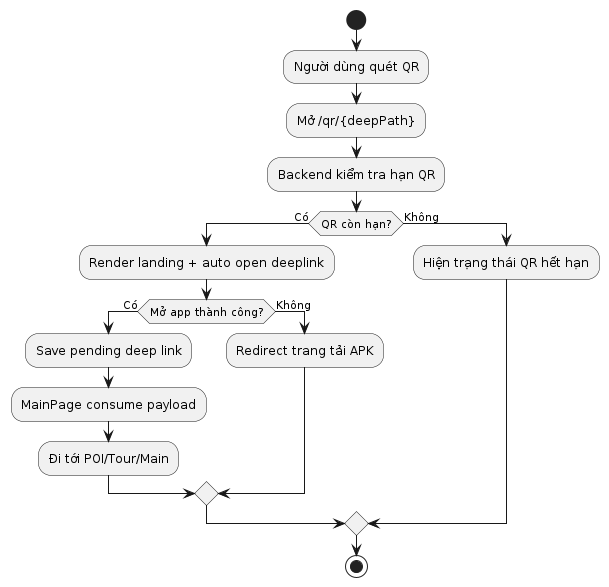 Người dùng quét QR
Mở /qr/{deepPath}
Backend kiểm tra hạn QR
Có
QR còn hạn?
Không
Render landing + auto open deeplink
Hiện trạng thái QR hết hạn
Có
Mở app thành công?
Không
Save pending deep link
Redirect trang tải APK
MainPage consume payload
Đi tới POI/Tour/Main